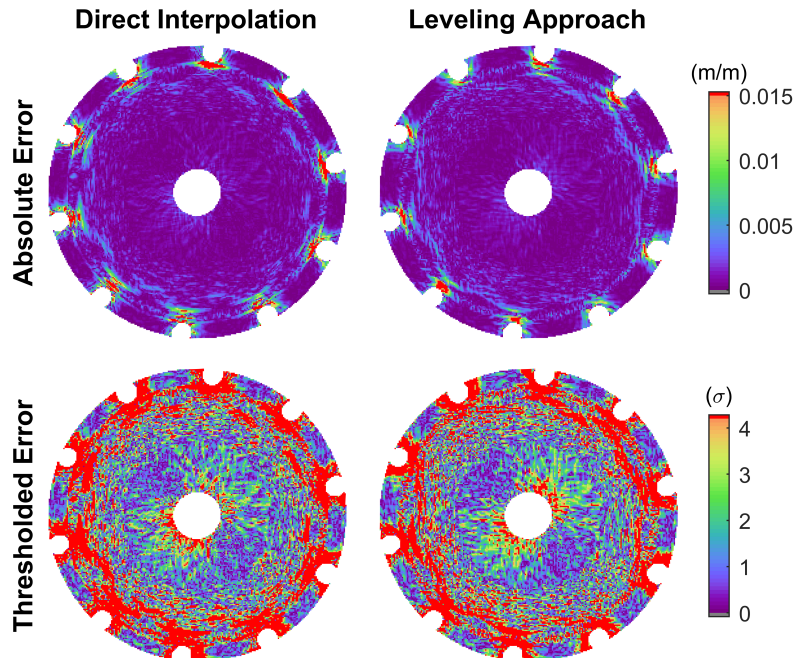 Direct Interpolation
Leveling Approach
Absolute Error
(m/m)
0.015
0.01
0.005
0
Thresholded Error
(σ)
4
3
2
1
0